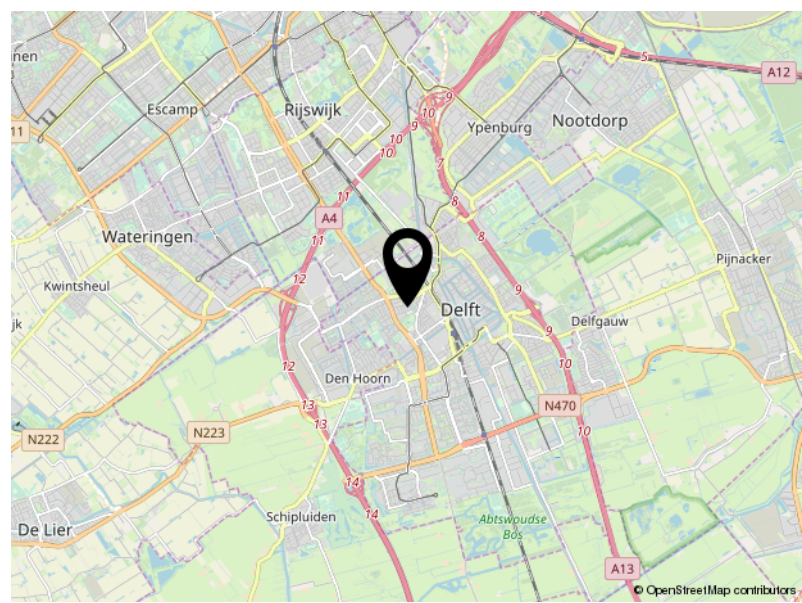 5
A12
nen
Escamp
Rijswijk
9
10
Nootdorp
Ypenburg
11
9
10
10
7
11
8
A4
Wateringen
11
8
Pijnacker
12
Kwintsheul
9
Delft
jk
Delfgauw
9
12
10
Den Hoorn
13
N470
13
N223
10
N222
14
14
Schipluiden
De Lier
Abtswoudse
Bos
A13
© OpenStreetMap contributors